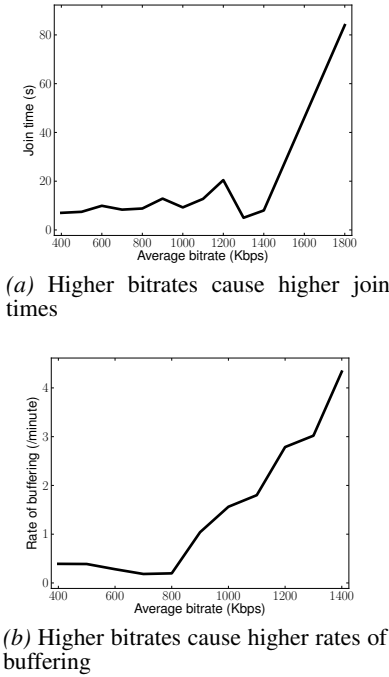 80
60
40
20
0
Join time (s)
400 600 800 1000 1200 1400 1600 1800
Average bitrate (Kbps)
(a) Higher bitrates cause higher join
times
4
3
2
1
0
Rate of buffering (/minute)
400 600 800 1000 1200 1400
Average bitrate (Kbps)
(b) Higher bitrates cause higher rates of
buffering